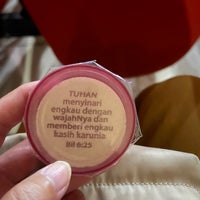 TUHAN
menyinari
engkau dengan
wajahNya dan
memberi engkau
kasih karunia
Bil 6:25